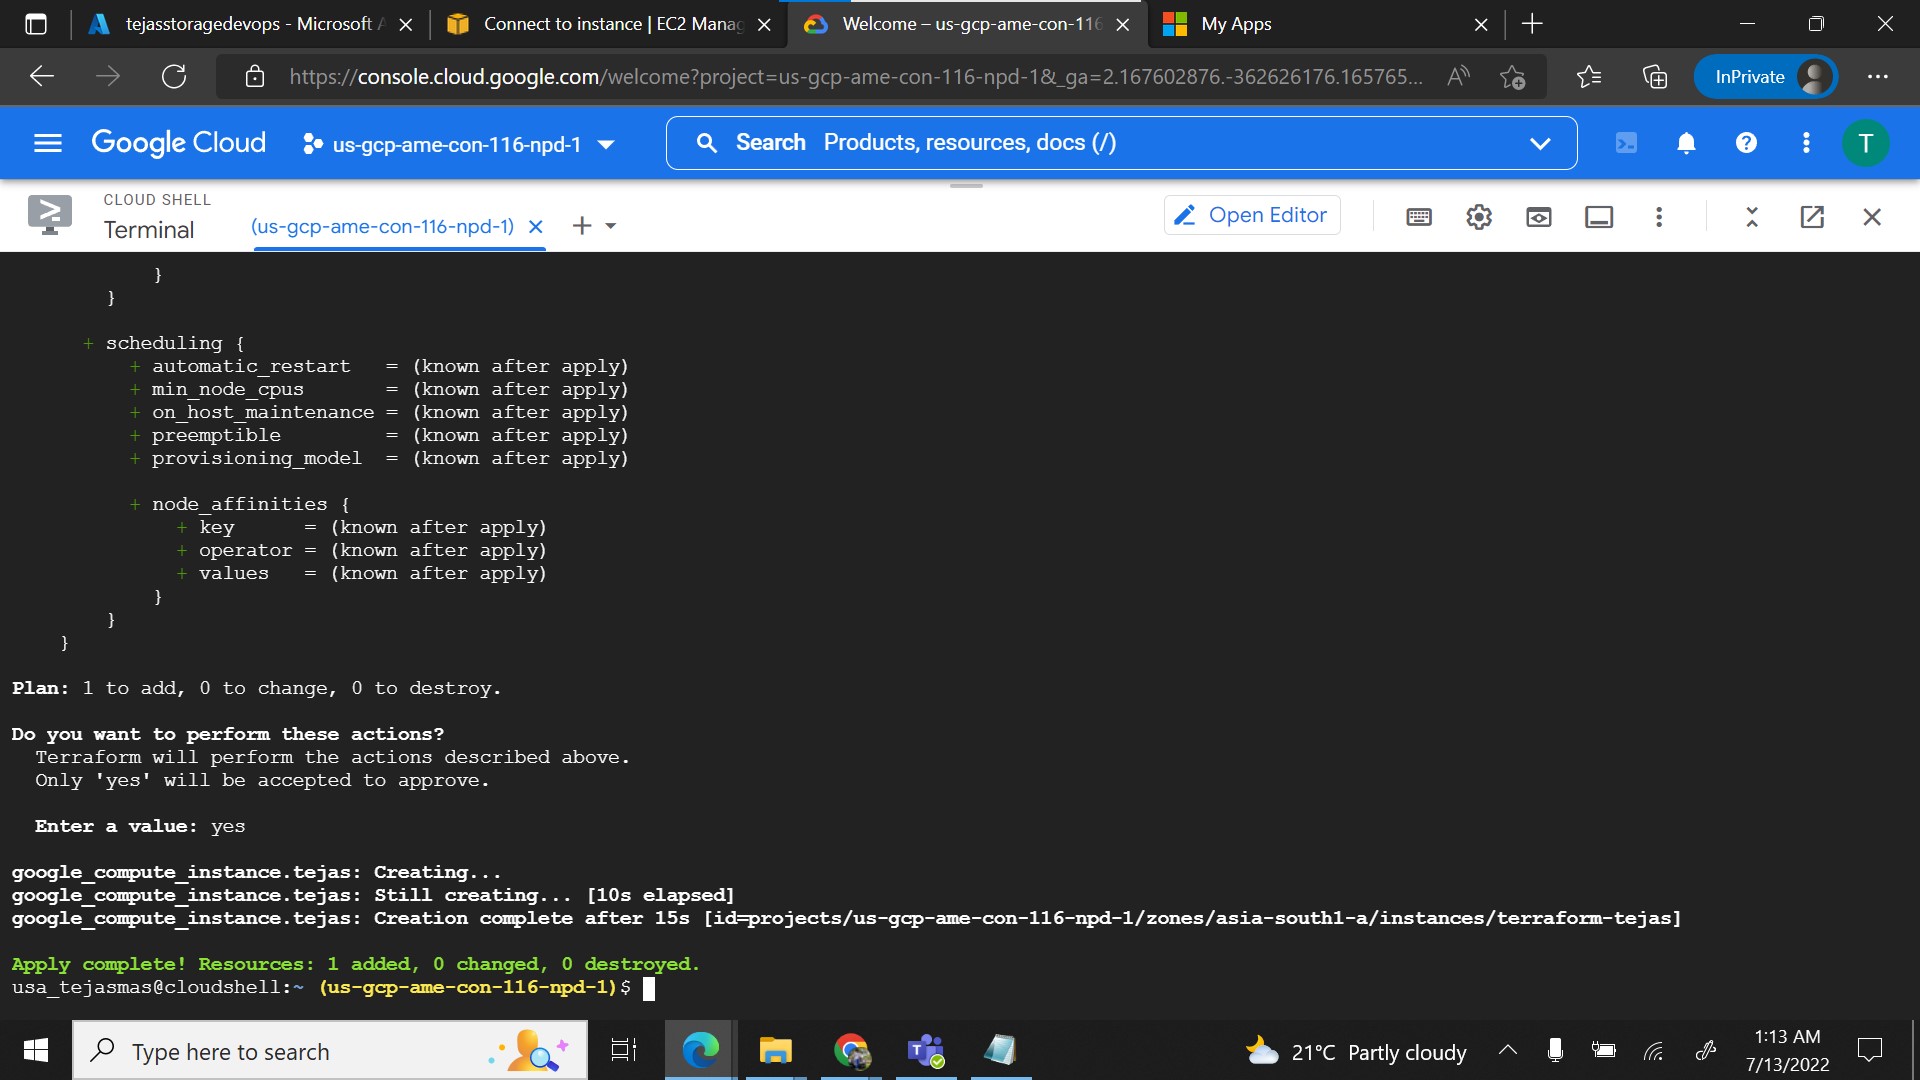 tejasstoragedevops - Microsoft A
Connect to instance | EC2 Manag
Welcome – us-gcp-ame-con-116
My Apps
https://console.cloud.google.com/welcome?project=us-gcp-ame-con-116-npd-1&_ga=2.167602876.-362626176.165765...
InPrivate
Google Cloud
us-gcp-ame-con-116-npd-1
Search Products, resources, docs (/)
T
CLOUD SHELL
Terminal
(us-gcp-ame-con-116-npd-1)
Open Editor
}
}
+ scheduling {
+ automatic_restart = (known after apply)
+ min_node_cpus = (known after apply)
+ on_host_maintenance = (known after apply)
+ preemptible = (known after apply)
+ provisioning_model = (known after apply)
+ node_affinities {
+ key = (known after apply)
+ operator = (known after apply)
+ values = (known after apply)
}
}
}
Plan: 1 to add, 0 to change, 0 to destroy.
Do you want to perform these actions?
Terraform will perform the actions described above.
Only 'yes' will be accepted to approve.
Enter a value: yes
google_compute_instance.tejas: Creating...
google_compute_instance.tejas: Still creating... [10s elapsed]
google_compute_instance.tejas: Creation complete after 15s [id=projects/us-gcp-ame-con-116-npd-1/zones/asia-south1-a/instances/terraform-tejas]
Apply complete! Resources: 1 added, 0 changed, 0 destroyed.
usa_tejasmas@cloudshell:~ (us-gcp-ame-con-116-npd-1)$
Type here to search
21°C Partly cloudy
1:13 AM
7/13/2022